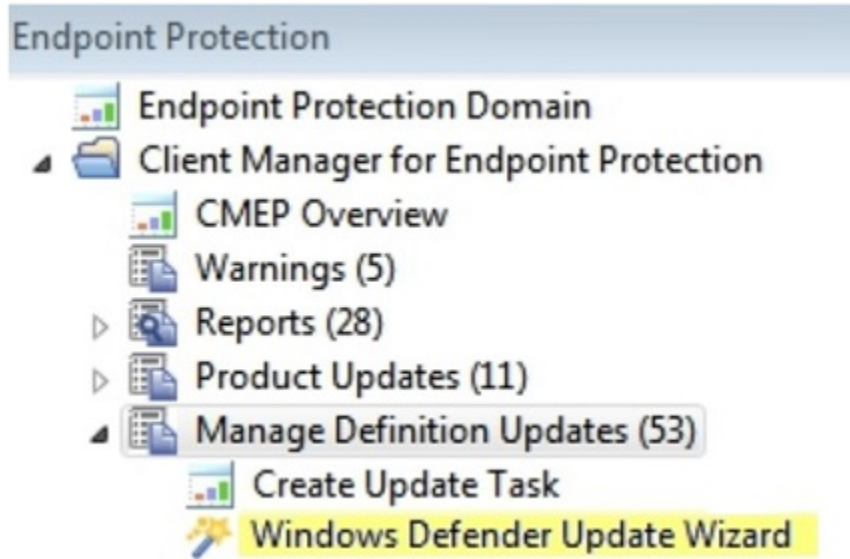 Endpoint Protection
Endpoint Protection Domain
Client Manager for Endpoint Protection
CMEP Overview
Warnings (5)
Reports (28)
Product Updates (11)
Manage Definition Updates (53)
Create Update Task
Windows Defender Update Wizard